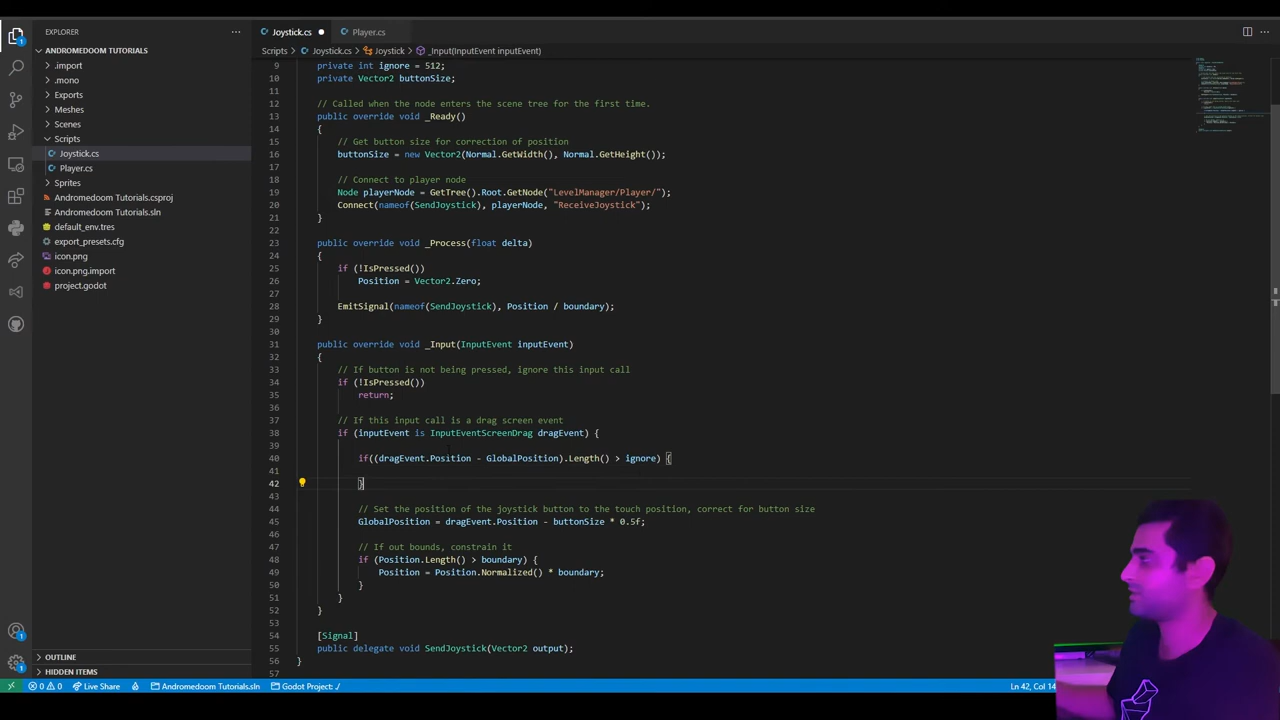 EXPLORER
ANDROMEDOOM TUTORIALS
.import
.mono
Exports
Meshes
Scenes
Scripts
Joystick.cs
Player.cs
Sprites
Andromedoom Tutorials.csproj
Andromedoom Tutorials.sln
default_env.tres
export_presets.cfg
icon.png
icon.png.import
project.godot
OUTLINE
HIDDEN ITEMS
Joystick.cs Player.cs
Scripts > Joystick.cs > Joystick > _Input(InputEvent inputEvent)
9 private int ignore = 512;
10 private Vector2 buttonSize;
11
12 // Called when the node enters the scene tree for the first time.
13 public override void _Ready()
14 {
15 // Get button size for correction of position
16 buttonSize = new Vector2(Normal.GetWidth(), Normal.GetHeight());
17
18 // Connect to player node
19 Node playerNode = GetTree().Root.GetNode("LevelManager/Player/");
20 Connect(nameof(SendJoystick), playerNode, "ReceiveJoystick");
21 }
22
23 public override void _Process(float delta)
24 {
25 if (!IsPressed())
26 Position = Vector2.Zero;
27
28 EmitSignal(nameof(SendJoystick), Position / boundary);
29 }
30
31 public override void _Input(InputEvent inputEvent)
32 {
33 // If button is not being pressed, ignore this input call
34 if (!IsPressed())
35 return;
36
37 // If this input call is a drag screen event
38 if (inputEvent is InputEventScreenDrag dragEvent) {
39
40 if((dragEvent.Position - GlobalPosition).Length() > ignore) {
41
42 }
43
44 // Set the position of the joystick button to the touch position, correct for button size
45 GlobalPosition = dragEvent.Position - buttonSize * 0.5f;
46
47 // If out bounds, constrain it
48 if (Position.Length() > boundary) {
49 Position = Position.Normalized() * boundary;
50 }
51 }
52 }
53
54 [Signal]
55 public delegate void SendJoystick(Vector2 output);
56 }
57
0 0 Live Share Andromedoom Tutorials.sln Godot Project: ./ Ln 42, Col 14